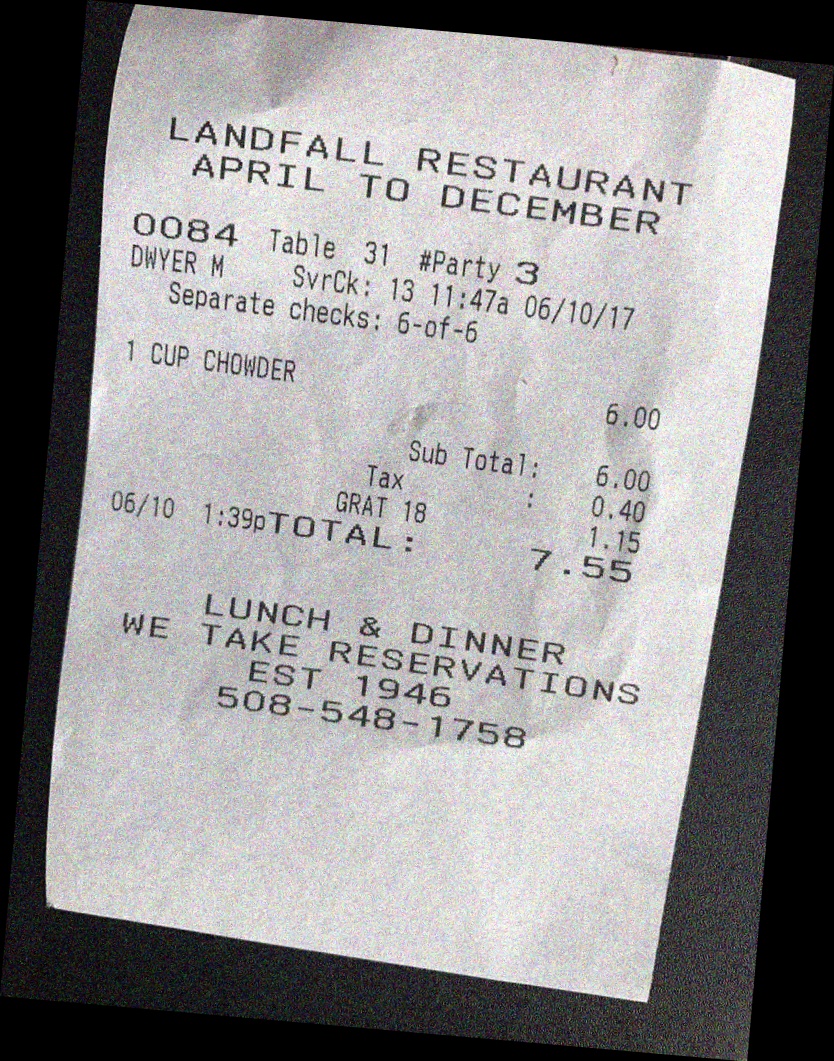 LANDFALL RESTAURANT
APRIL TO DECEMBER
0084 Table 31 #Party 3
DWYER M SvrCk: 13 11:47a 06/10/17
Separate checks: 6-of-6
1 CUP CHOWDER 6.00
Sub Total: 6.00
Tax : 0.40
GRAT 18 1.15
06/10 1:39pTOTAL: 7.55
LUNCH & DINNER
WE TAKE RESERVATIONS
EST 1946
508-548-1758